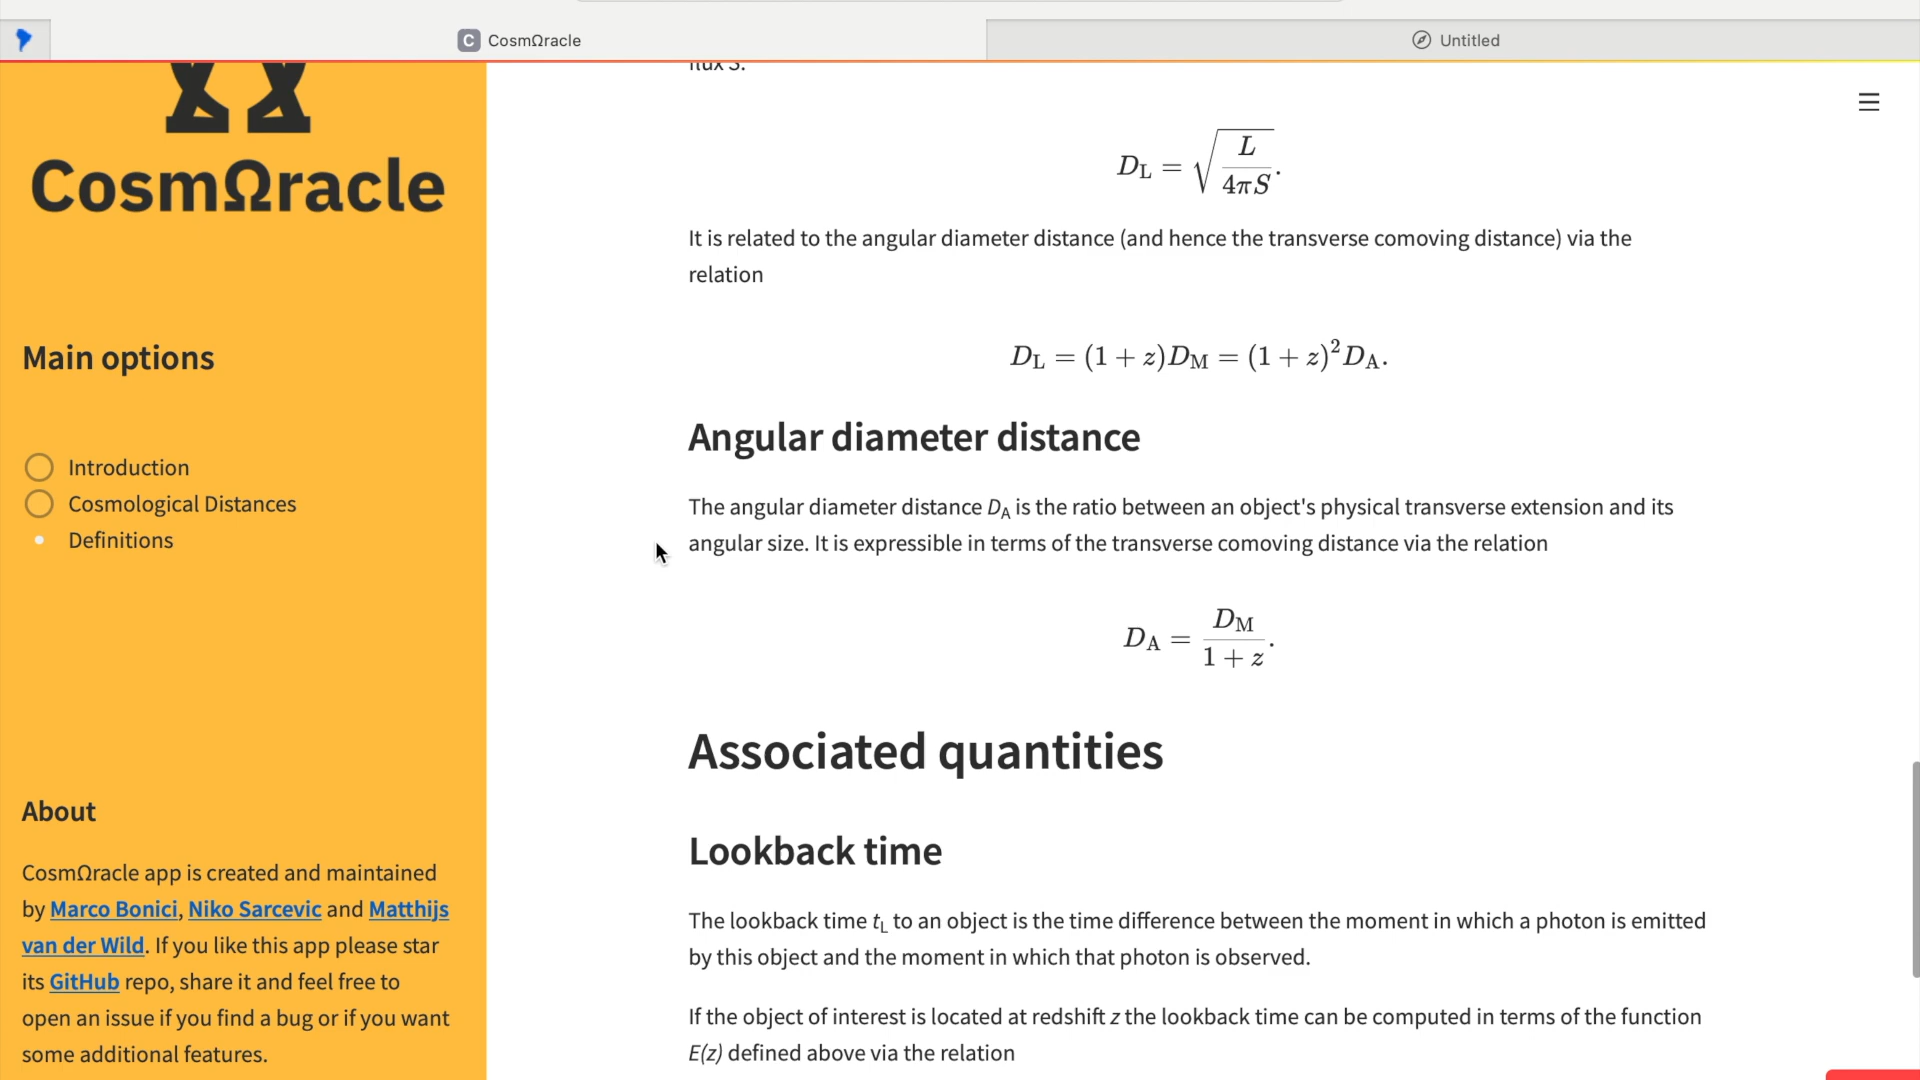 C CosmΩracle
Untitled
flux S.
CosmΩracle
Main options
Introduction
Cosmological Distances
Definitions
About
CosmΩracle app is created and maintained
by Marco Bonici, Niko Sarcevic and Matthijs
van der Wild. If you like this app please star
its GitHub repo, share it and feel free to
open an issue if you find a bug or if you want
some additional features.
D_L = √(L / 4πS).
It is related to the angular diameter distance (and hence the transverse comoving distance) via the
relation
D_L = (1 + z)D_M = (1 + z)²D_A.
Angular diameter distance
The angular diameter distance D_A is the ratio between an object's physical transverse extension and its
angular size. It is expressible in terms of the transverse comoving distance via the relation
D_A = D_M / (1 + z).
Associated quantities
Lookback time
The lookback time t_L to an object is the time difference between the moment in which a photon is emitted
by this object and the moment in which that photon is observed.
If the object of interest is located at redshift z the lookback time can be computed in terms of the function
E(z) defined above via the relation